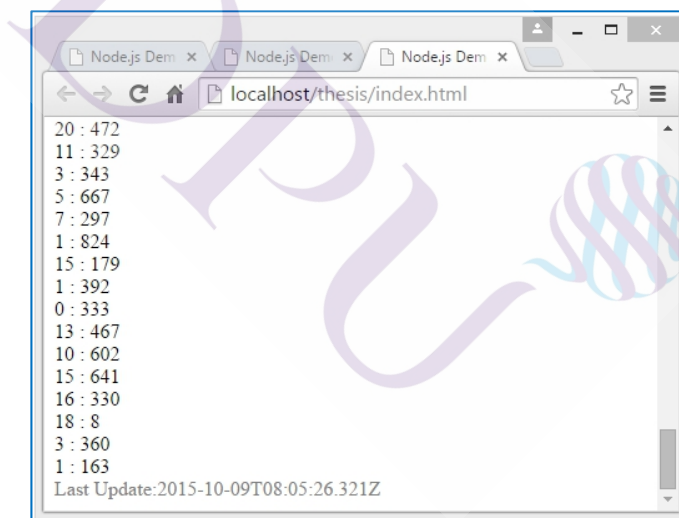 Node.js Dem Node.js Dem Node.js Dem
localhost/thesis/index.html
20 : 472
11 : 329
3 : 343
5 : 667
7 : 297
1 : 824
15 : 179
1 : 392
0 : 333
13 : 467
10 : 602
15 : 641
16 : 330
18 : 8
3 : 360
1 : 163
Last Update:2015-10-09T08:05:26.321Z
DPU